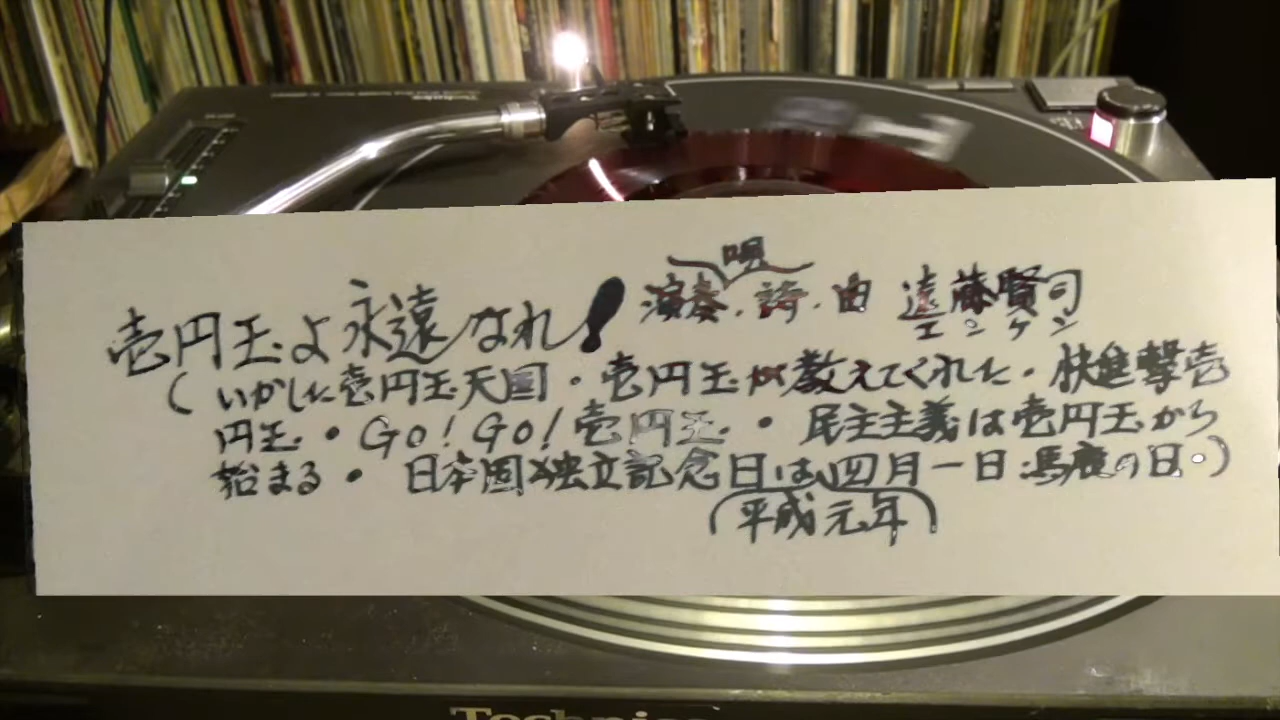 Technics
唄
壱円玉よ永遠なれ! 演奏・詩・曲 遠藤賢司
エンケン
(いかした壱円玉天国・壱円玉が教えてくれた・快進撃壱
円玉・GO!GO!壱円玉・民主主義は壱円玉から
始まる・日本国独立記念日は四月一日馬鹿の日・)
(平成元年)
Technics